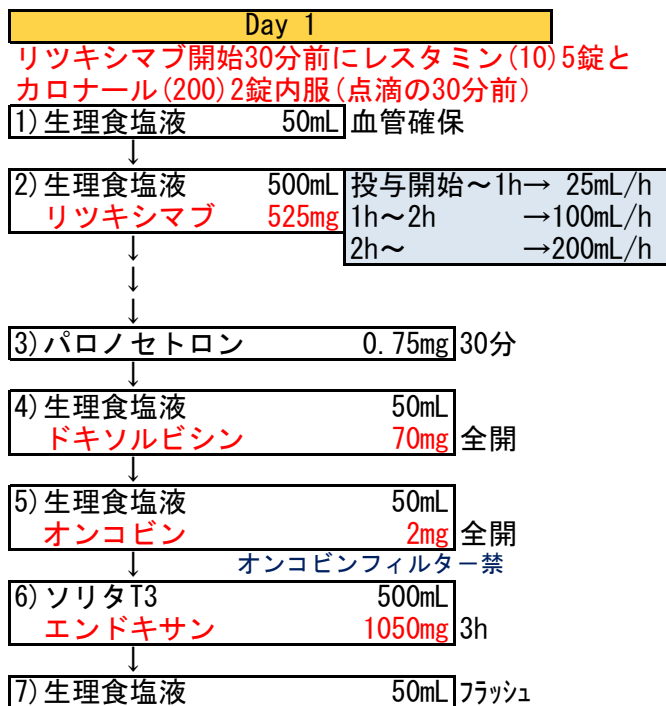 Day 1
リツキシマブ開始30分前にレスタミン(10)5錠と
カロナール(200)2錠内服(点滴の30分前)
1)生理食塩液 50mL 血管確保
↓
2)生理食塩液 500mL 投与開始～1h→ 25mL/h
リツキシマブ 525mg 1h～2h →100mL/h
↓ 2h～ →200mL/h
↓
↓
3)パロノセトロン 0.75mg 30分
↓
4)生理食塩液 50mL
ドキソルビシン 70mg 全開
↓
5)生理食塩液 50mL
オンコビン 2mg 全開
↓ オンコビンフィルター禁
6)ソリタT3 500mL
エンドキサン 1050mg 3h
↓
7)生理食塩液 50mL ﾌﾗｯｼｭ